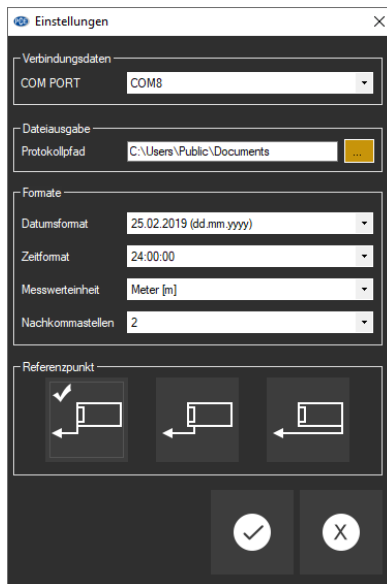 Einstellungen
Verbindungsdaten
COM PORT COM8
Dateiausgabe
Protokollpfad C:\Users\Public\Documents ...
Formate
Datumsformat 25.02.2019 (dd.mm.yyyy)
Zeitformat 24:00:00
Messwerteinheit Meter [m]
Nachkommastellen 2
Referenzpunkt
X